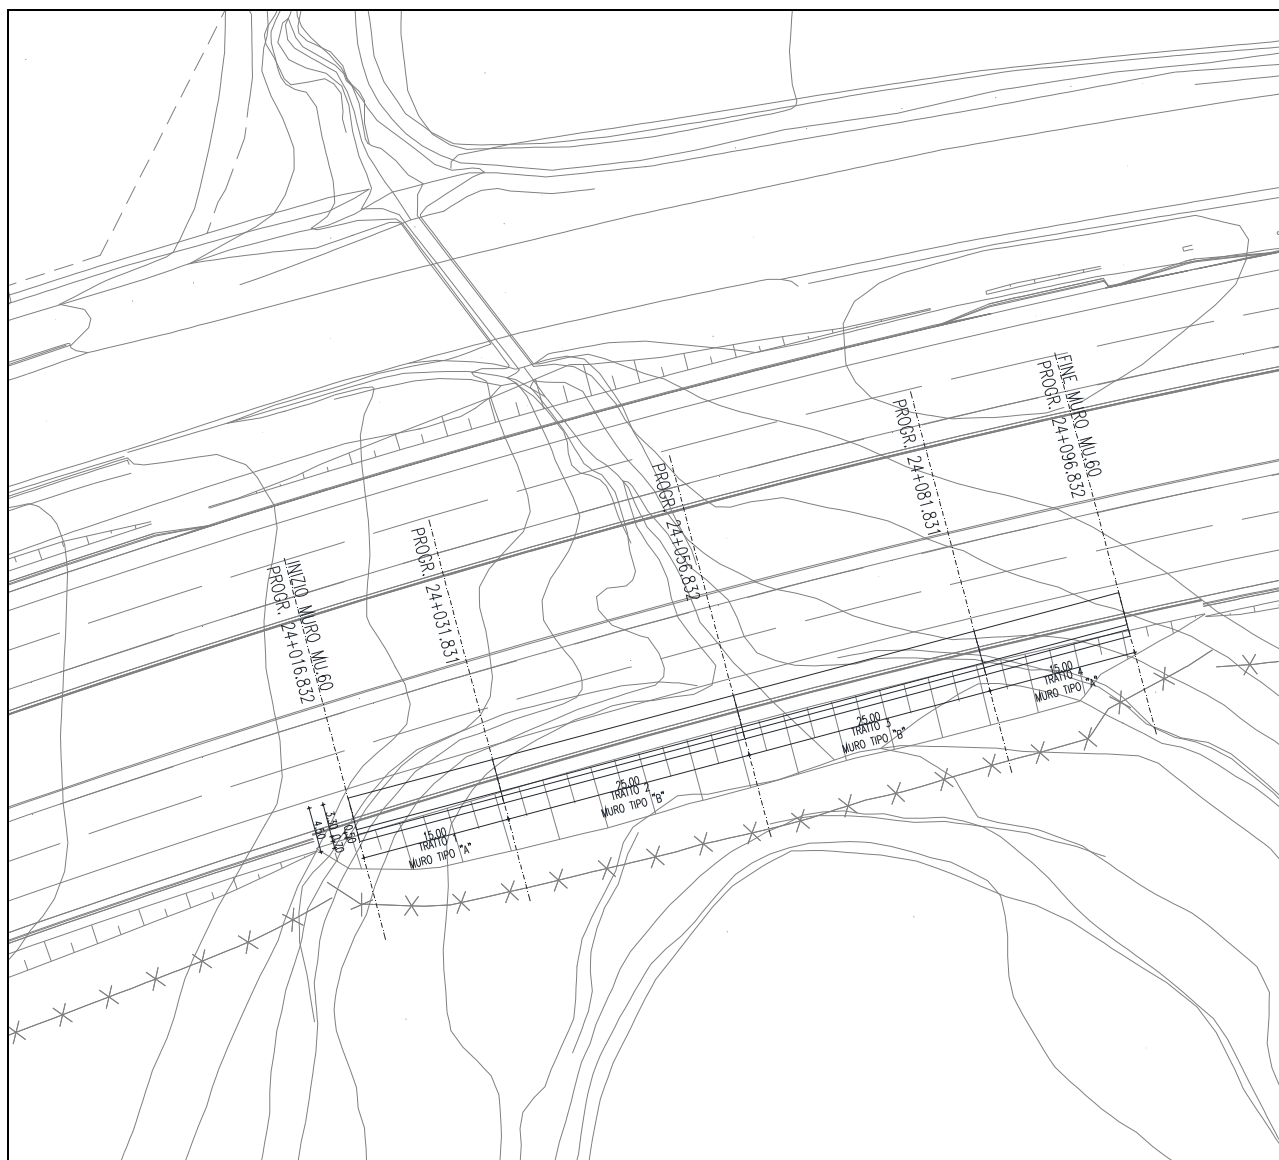 INIZIO MURO MU.60
PROGR. 24+016.832
PROGR. 24+031.831
PROGR. 24+056.832
PROGR. 24+081.831
FINE MURO MU.60
PROGR. 24+096.832
15.00
TRATTO 1
MURO TIPO "A"
25.00
TRATTO 2
MURO TIPO "B"
25.00
TRATTO 3
MURO TIPO "B"
15.00
TRATTO 4
MURO TIPO "A"